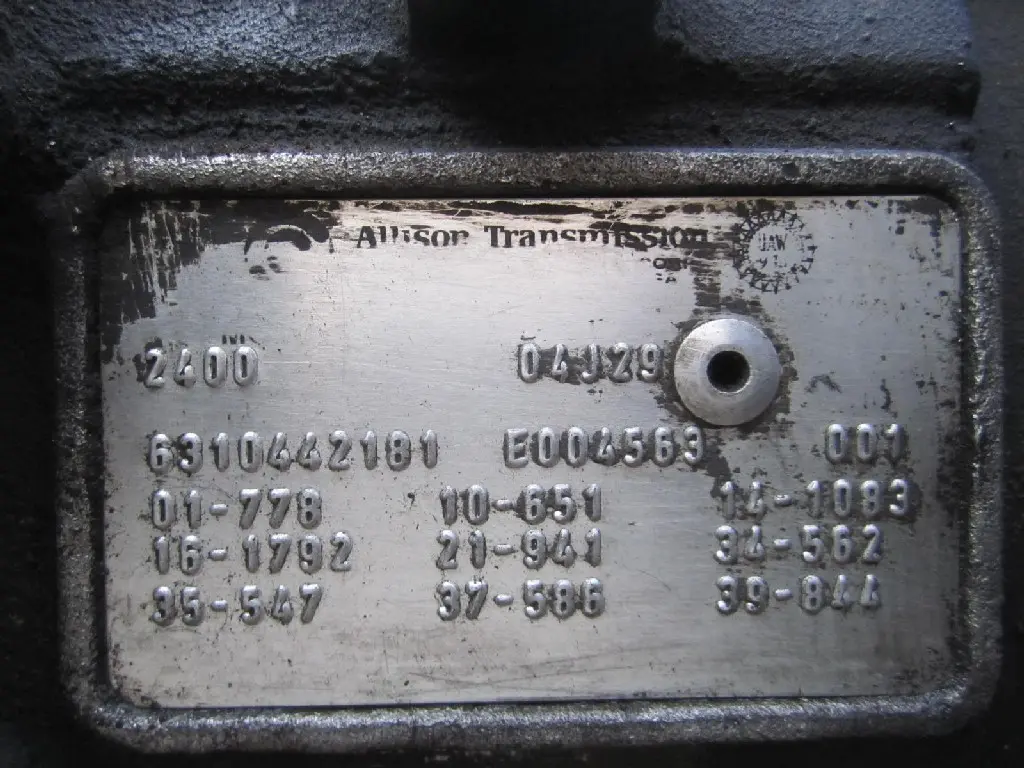 Allison Transmission
UAW
2400 04J29
6310442181 E004563 001
01-778 10-651 14-1083
16-1792 21-941 34-562
35-547 37-586 39-844